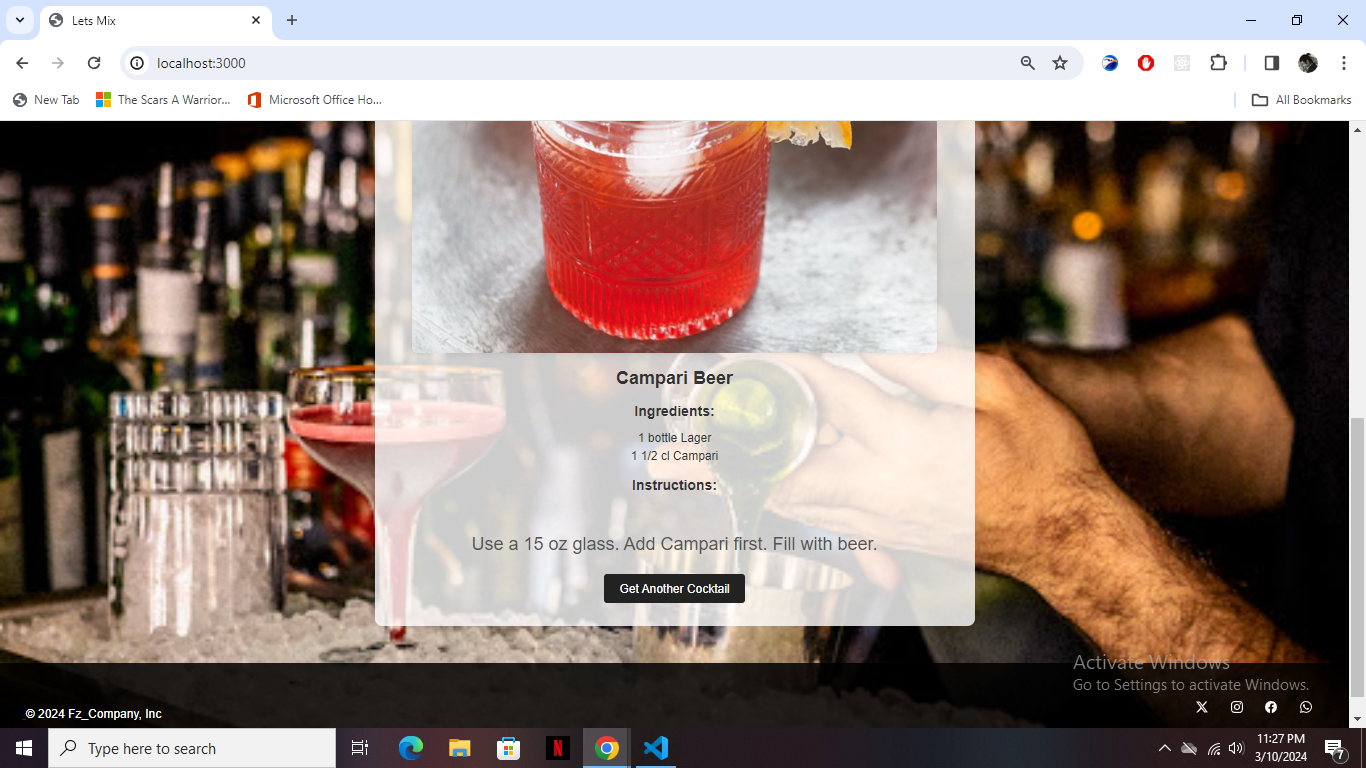 Lets Mix
localhost:3000
New Tab
The Scars A Warrior...
Microsoft Office Ho...
All Bookmarks
Campari Beer
Ingredients:
1 bottle Lager
1 1/2 cl Campari
Instructions:
Use a 15 oz glass. Add Campari first. Fill with beer.
Get Another Cocktail
Activate Windows
Go to Settings to activate Windows.
© 2024 Fz_Company, Inc
Type here to search
11:27 PM
3/10/2024
7